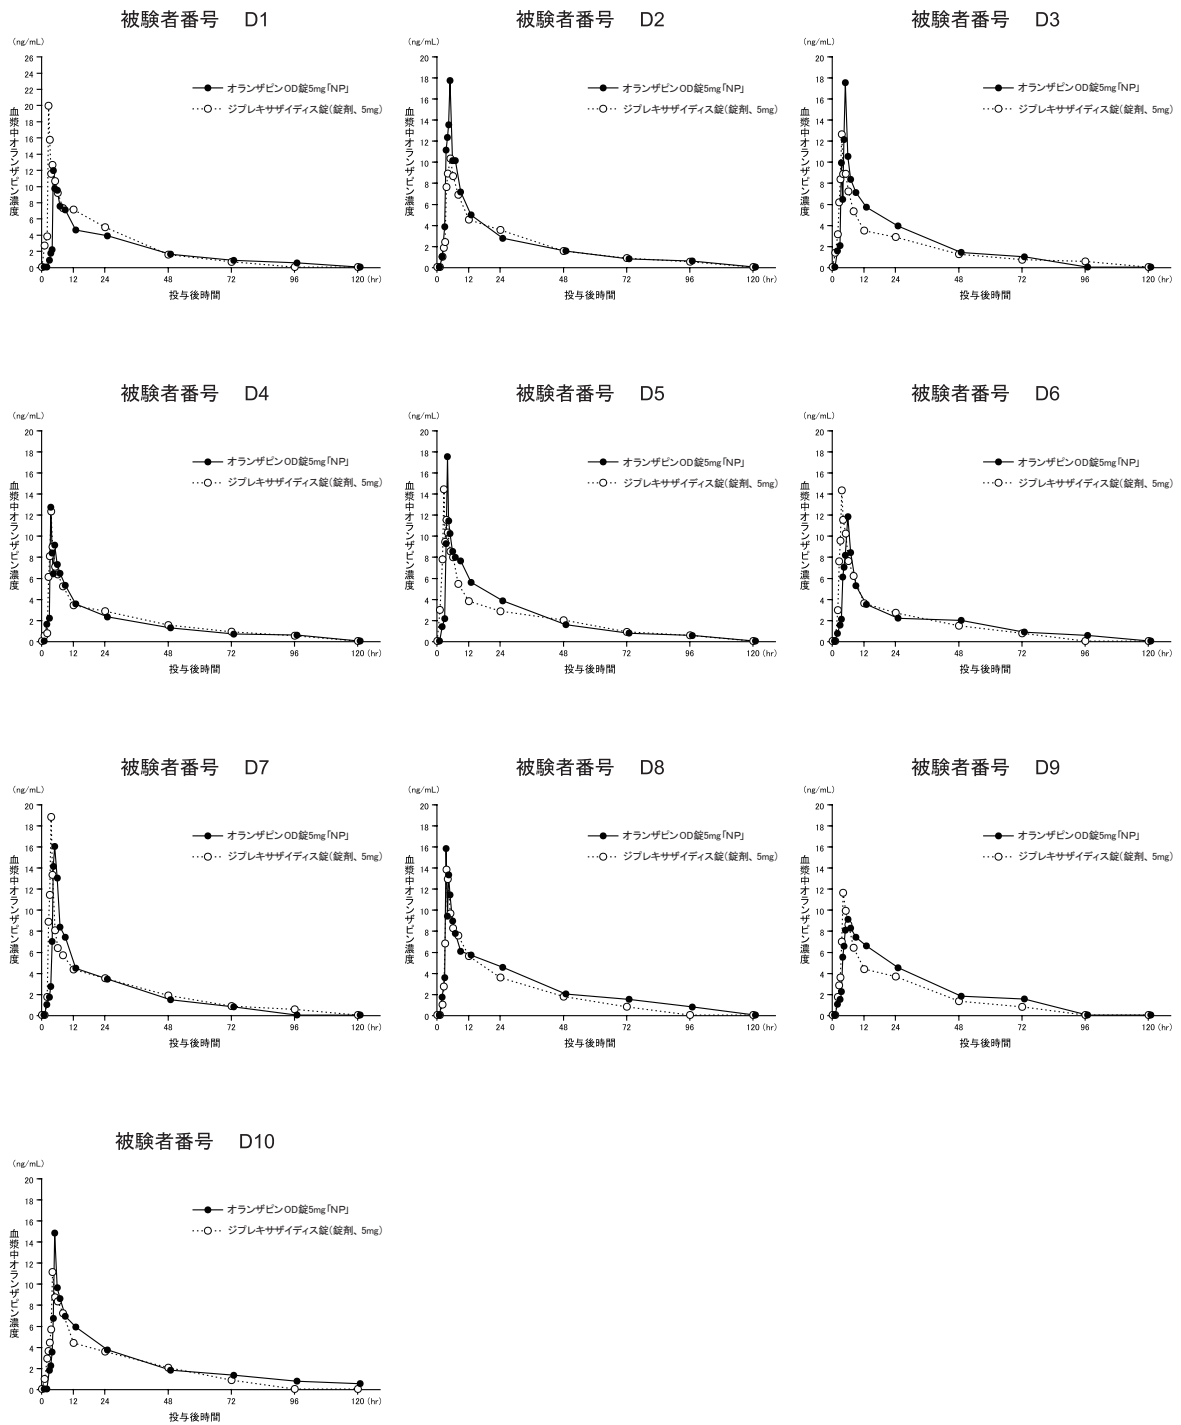 被験者番号 D1
(ng/mL)
血漿中オランザピン濃度
26
24
22
20
18
16
14
12
10
8
6
4
2
0
オランザピンOD錠5mg「NP」
ジプレキサザイディス錠(錠剤、5mg)
0 12 24 48 72 96 120 (hr)
投与後時間
被験者番号 D2
(ng/mL)
血漿中オランザピン濃度
20
18
16
14
12
10
8
6
4
2
0
オランザピンOD錠5mg「NP」
ジプレキサザイディス錠(錠剤、5mg)
0 12 24 48 72 96 120 (hr)
投与後時間
被験者番号 D3
(ng/mL)
血漿中オランザピン濃度
20
18
16
14
12
10
8
6
4
2
0
オランザピンOD錠5mg「NP」
ジプレキサザイディス錠(錠剤、5mg)
0 12 24 48 72 96 120 (hr)
投与後時間
被験者番号 D4
(ng/mL)
血漿中オランザピン濃度
20
18
16
14
12
10
8
6
4
2
0
オランザピンOD錠5mg「NP」
ジプレキサザイディス錠(錠剤、5mg)
0 12 24 48 72 96 120 (hr)
投与後時間
被験者番号 D5
(ng/mL)
血漿中オランザピン濃度
20
18
16
14
12
10
8
6
4
2
0
オランザピンOD錠5mg「NP」
ジプレキサザイディス錠(錠剤、5mg)
0 12 24 48 72 96 120 (hr)
投与後時間
被験者番号 D6
(ng/mL)
血漿中オランザピン濃度
20
18
16
14
12
10
8
6
4
2
0
オランザピンOD錠5mg「NP」
ジプレキサザイディス錠(錠剤、5mg)
0 12 24 48 72 96 120 (hr)
投与後時間
被験者番号 D7
(ng/mL)
血漿中オランザピン濃度
20
18
16
14
12
10
8
6
4
2
0
オランザピンOD錠5mg「NP」
ジプレキサザイディス錠(錠剤、5mg)
0 12 24 48 72 96 120 (hr)
投与後時間
被験者番号 D8
(ng/mL)
血漿中オランザピン濃度
20
18
16
14
12
10
8
6
4
2
0
オランザピンOD錠5mg「NP」
ジプレキサザイディス錠(錠剤、5mg)
0 12 24 48 72 96 120 (hr)
投与後時間
被験者番号 D9
(ng/mL)
血漿中オランザピン濃度
20
18
16
14
12
10
8
6
4
2
0
オランザピンOD錠5mg「NP」
ジプレキサザイディス錠(錠剤、5mg)
0 12 24 48 72 96 120 (hr)
投与後時間
被験者番号 D10
(ng/mL)
血漿中オランザピン濃度
20
18
16
14
12
10
8
6
4
2
0
オランザピンOD錠5mg「NP」
ジプレキサザイディス錠(錠剤、5mg)
0 12 24 48 72 96 120 (hr)
投与後時間